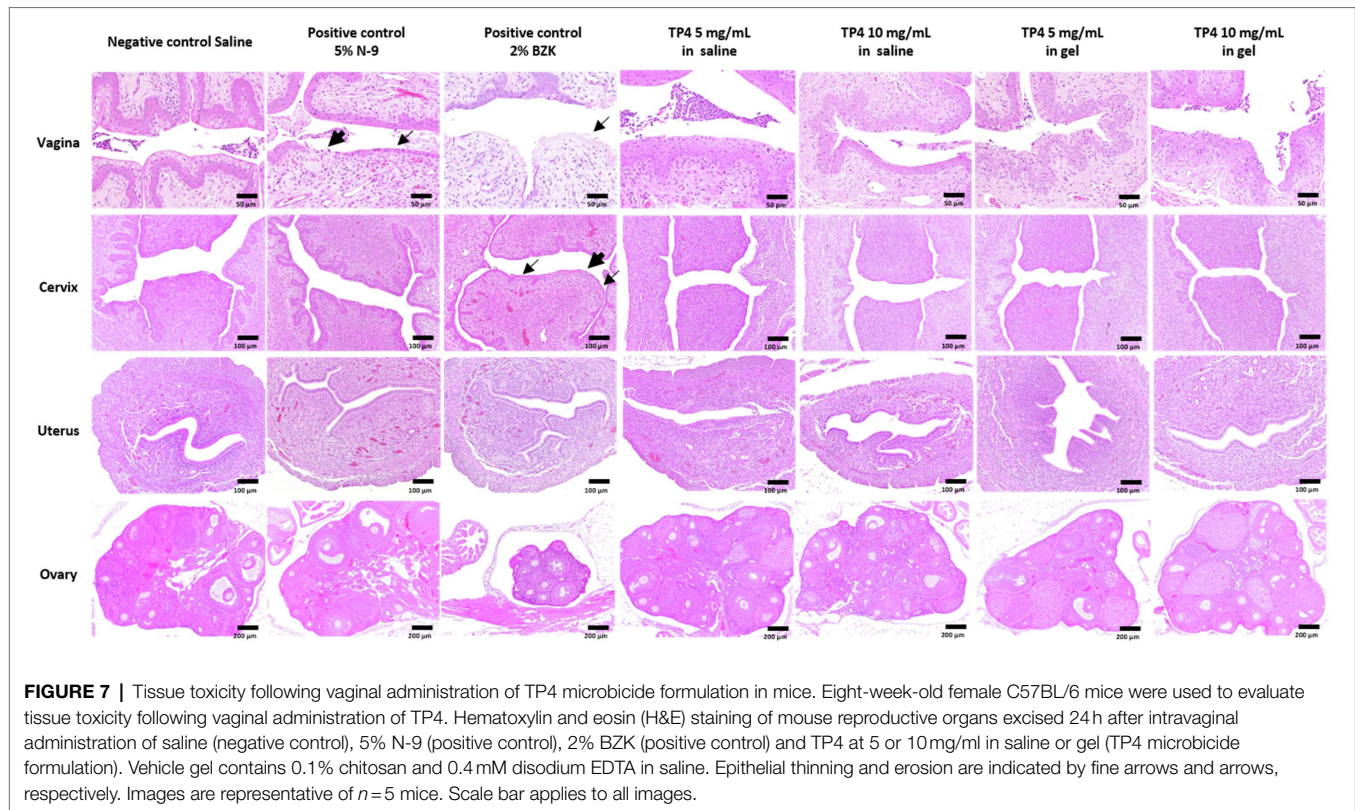 Negative control Saline
Positive control
5% N-9
Positive control
2% BZK
TP4 5 mg/mL
in saline
TP4 10 mg/mL
in saline
TP4 5 mg/mL
in gel
TP4 10 mg/mL
in gel
Vagina
50 µm
50 µm
50 µm
50 µm
50 µm
50 µm
50 µm
Cervix
100 µm
100 µm
100 µm
100 µm
100 µm
100 µm
100 µm
Uterus
100 µm
100 µm
100 µm
100 µm
100 µm
100 µm
100 µm
Ovary
200 µm
200 µm
200 µm
200 µm
200 µm
200 µm
200 µm
FIGURE 7 | Tissue toxicity following vaginal administration of TP4 microbicide formulation in mice. Eight-week-old female C57BL/6 mice were used to evaluate
tissue toxicity following vaginal administration of TP4. Hematoxylin and eosin (H&E) staining of mouse reproductive organs excised 24 h after intravaginal
administration of saline (negative control), 5% N-9 (positive control), 2% BZK (positive control) and TP4 at 5 or 10 mg/ml in saline or gel (TP4 microbicide
formulation). Vehicle gel contains 0.1% chitosan and 0.4 mM disodium EDTA in saline. Epithelial thinning and erosion are indicated by fine arrows and arrows,
respectively. Images are representative of n = 5 mice. Scale bar applies to all images.